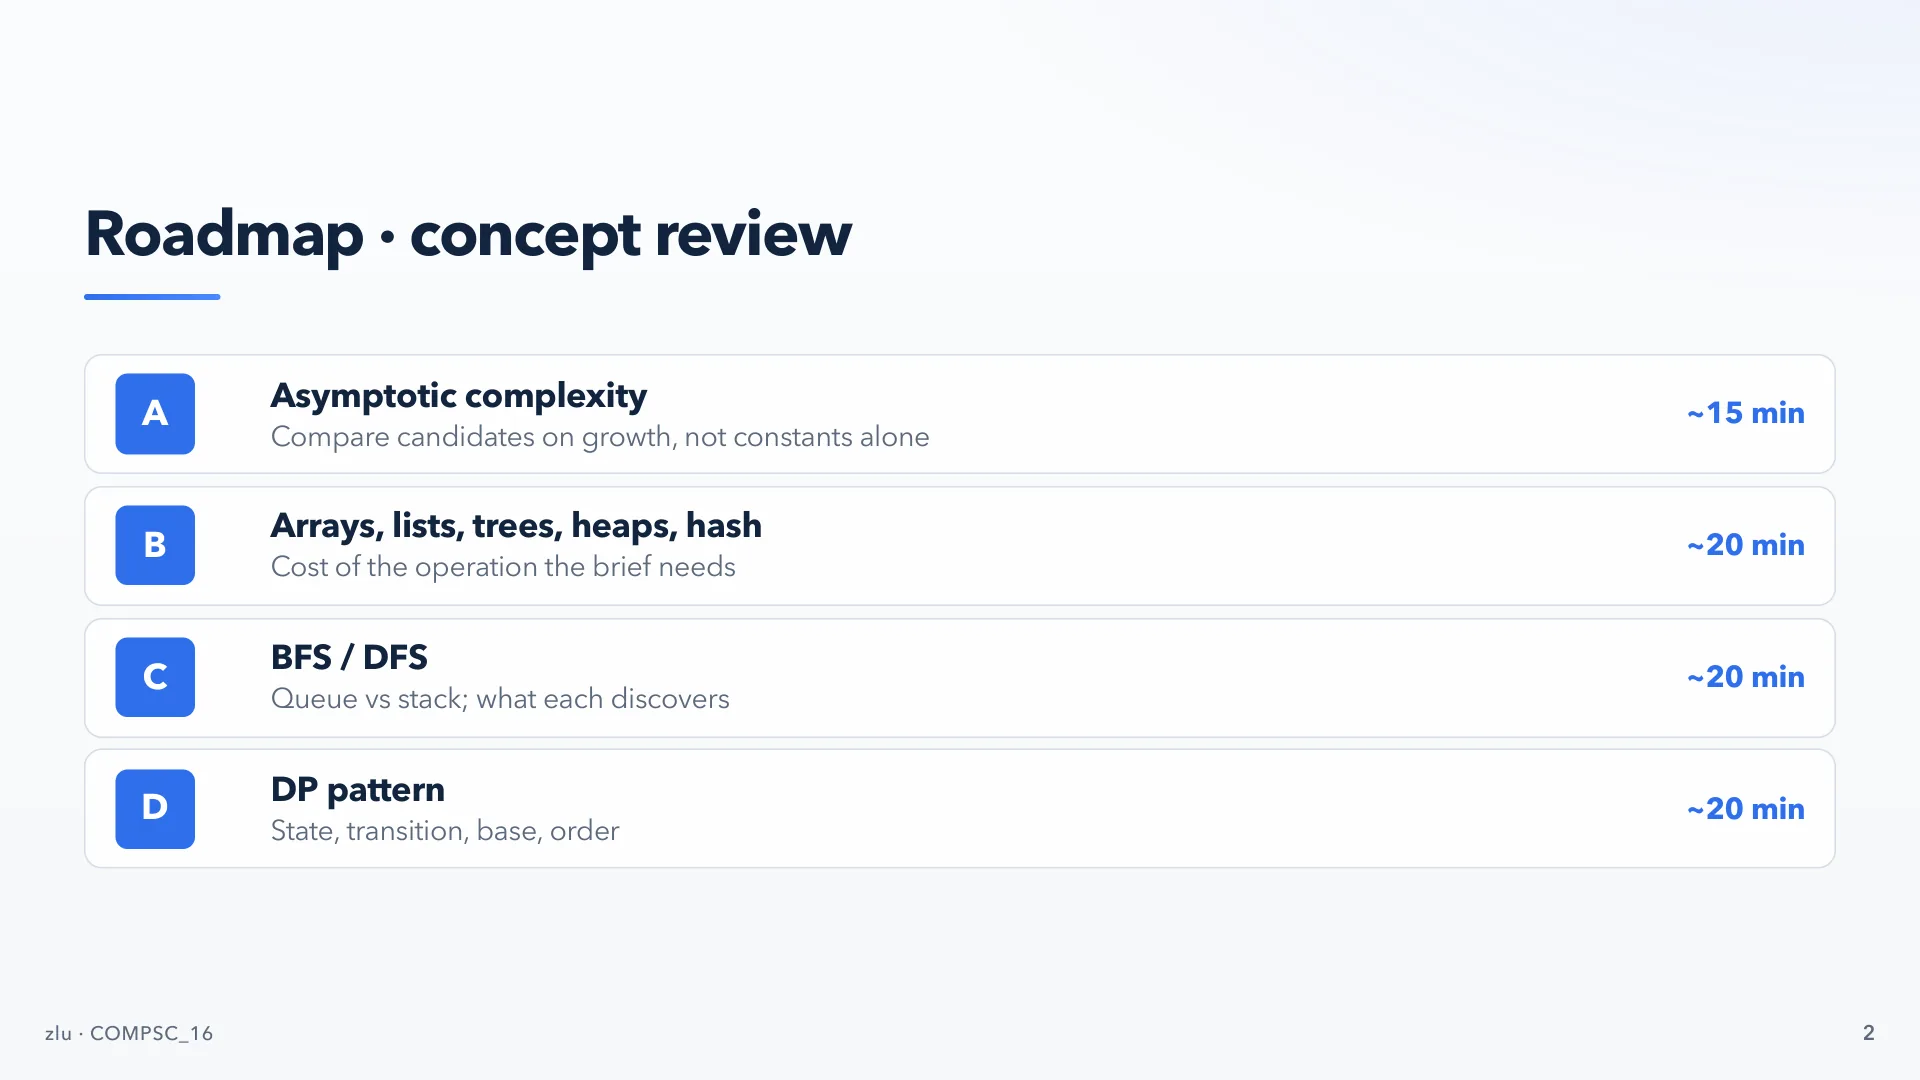 Roadmap · concept review
A
Asymptotic complexity
Compare candidates on growth, not constants alone
~15 min
B
Arrays, lists, trees, heaps, hash
Cost of the operation the brief needs
~20 min
C
BFS / DFS
Queue vs stack; what each discovers
~20 min
D
DP pattern
State, transition, base, order
~20 min
zlu · COMPSC_16
2